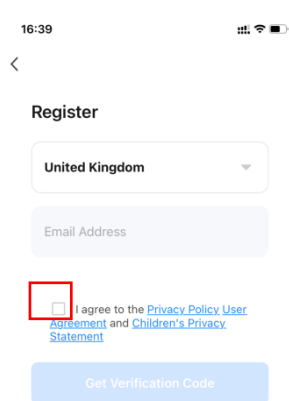 16:39
Register
United Kingdom
Email Address
I agree to the Privacy Policy User
Agreement and Children's Privacy
Statement
Get Verification Code